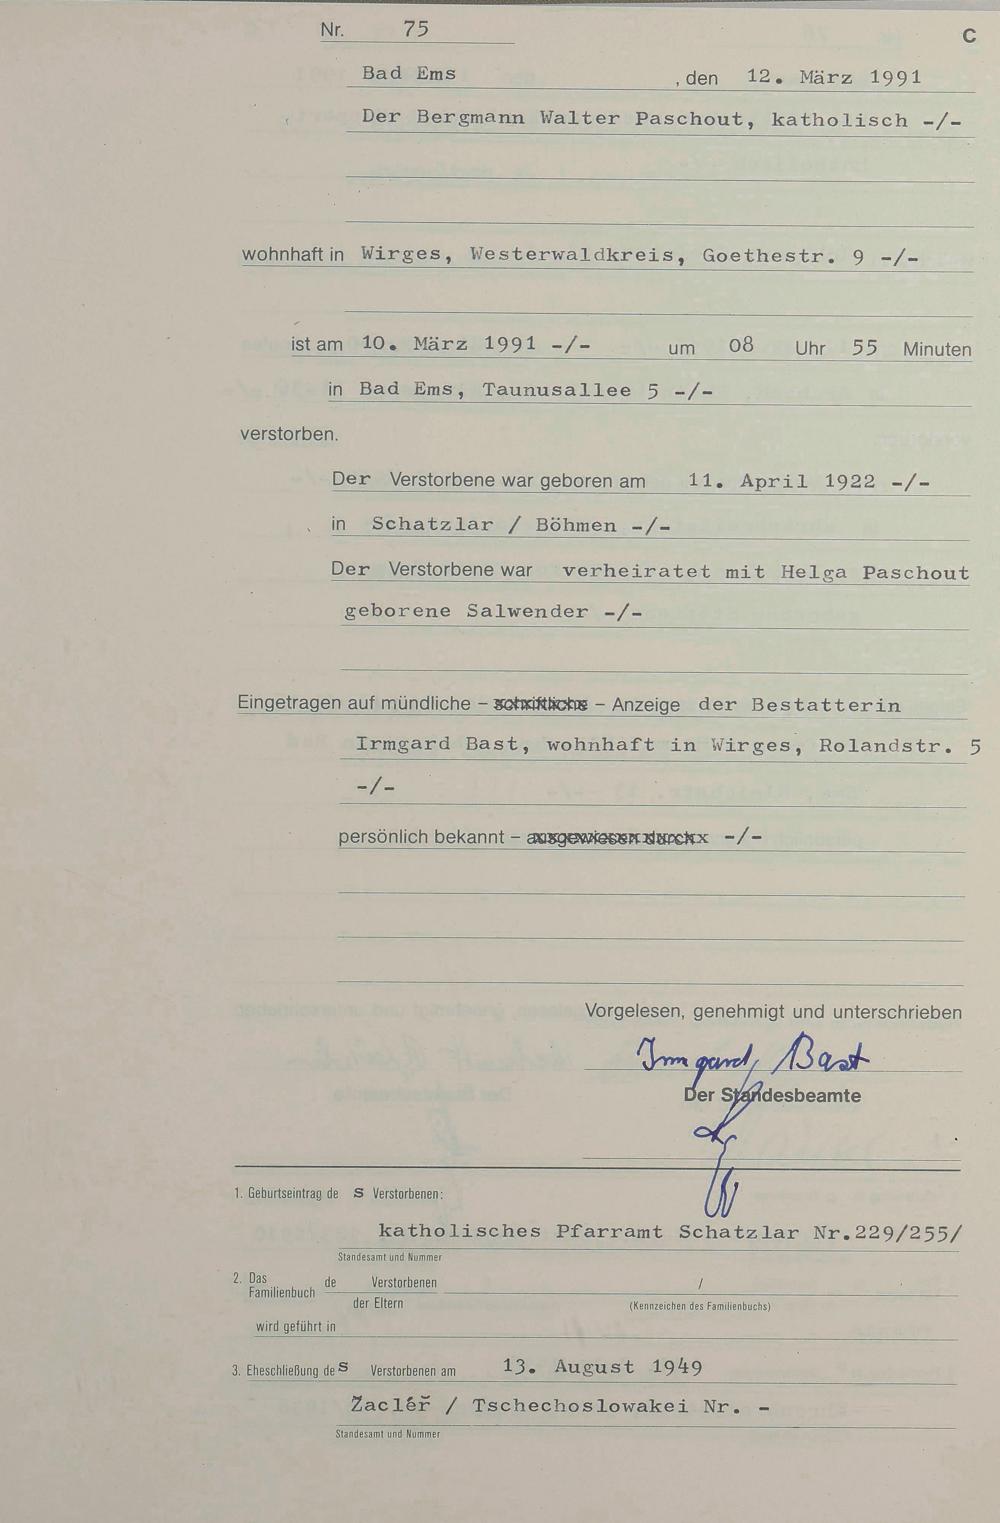 Nr. 75
C
Bad Ems , den 12. März 1991
Der Bergmann Walter Paschout, katholisch -/-
wohnhaft in Wirges, Westerwaldkreis, Goethestr. 9 -/-
ist am 10. März 1991 -/- um 08 Uhr 55 Minuten
in Bad Ems, Taunusallee 5 -/-
verstorben.
Der Verstorbene war geboren am 11. April 1922 -/-
in Schatzlar / Böhmen -/-
Der Verstorbene war verheiratet mit Helga Paschout
geborene Salwender -/-
Eingetragen auf mündliche – schriftliche – Anzeige der Bestatterin
Irmgard Bast, wohnhaft in Wirges, Rolandstr. 5
-/-
persönlich bekannt – ausgewiesen durch -/-
Vorgelesen, genehmigt und unterschrieben
Irmgard Bast
Der Standesbeamte
1. Geburtseintrag des Verstorbenen:
katholisches Pfarramt Schatzlar Nr.229/255/
Standesamt und Nummer
2. Das Familienbuch de Verstorbenen /
der Eltern (Kennzeichen des Familienbuchs)
wird geführt in
3. Eheschließung des Verstorbenen am 13. August 1949
Žacléř / Tschechoslowakei Nr. -
Standesamt und Nummer